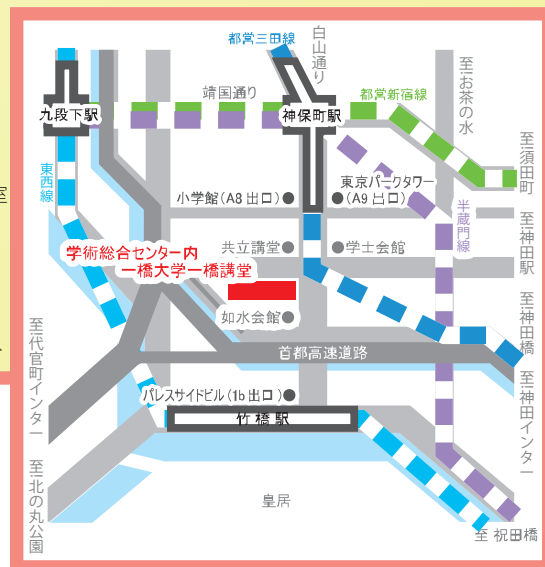 都営三田線
白山通り
靖国通り
都営新宿線
至お茶の水
九段下駅
神保町駅
至須田町
東西線
室
小学館(A8 出口)
東京パークタワー
(A9 出口)
半蔵門線
至神田駅
学術総合センター内
一橋大学一橋講堂
共立講堂
学士会館
至神田橋
如水会館
至代官町インター
首都高速道路
至神田インター
パレスサイドビル(1b 出口)
竹橋駅
至北の丸公園
皇居
至 祝田橋